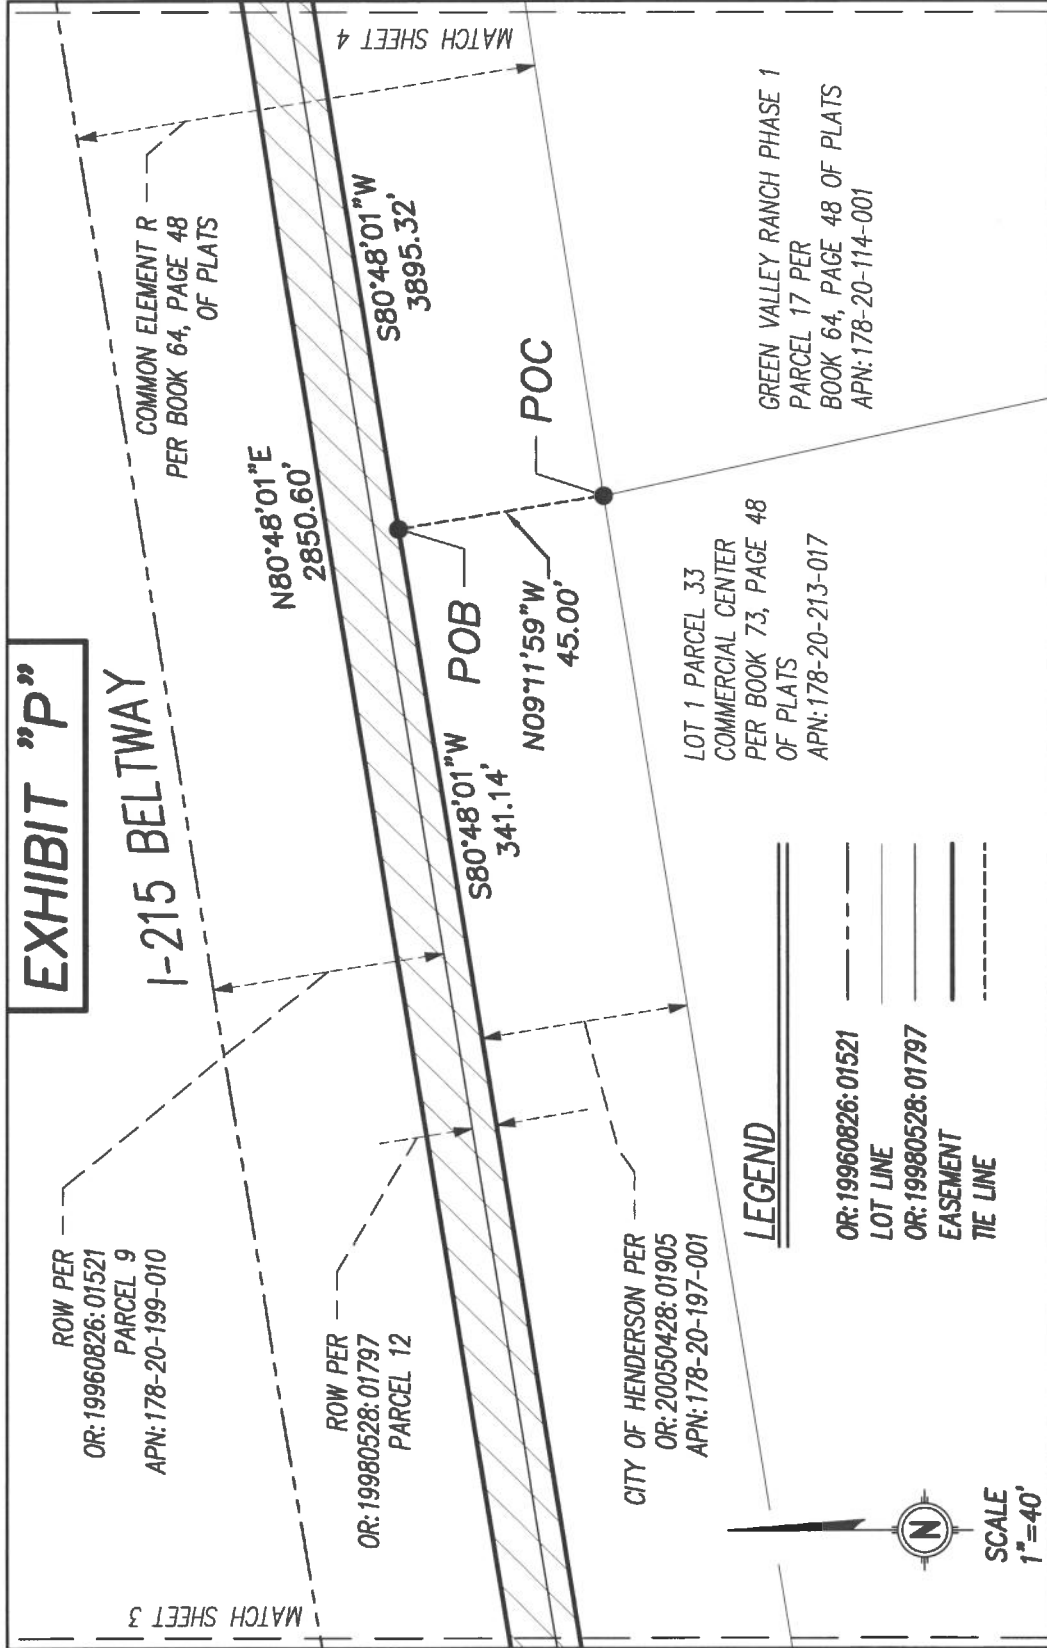 EXHIBIT "P"
I-215 BELTWAY
MATCH SHEET 3
MATCH SHEET 4
ROW PER
OR:19960826:01521
PARCEL 9
APN:178-20-199-010
ROW PER
OR:19980528:01797
PARCEL 12
CITY OF HENDERSON PER
OR:20050428:01905
APN:178-20-197-001
COMMON ELEMENT R
PER BOOK 64, PAGE 48
OF PLATS
N80°48'01"E
2850.60'
S80°48'01"W
3895.32'
S80°48'01"W
341.14'
POB
POC
N09°11'59"W
45.00'
LOT 1 PARCEL 33
COMMERCIAL CENTER
PER BOOK 73, PAGE 48
OF PLATS
APN:178-20-213-017
GREEN VALLEY RANCH PHASE 1
PARCEL 17 PER
BOOK 64, PAGE 48 OF PLATS
APN:178-20-114-001
LEGEND
OR:19960826:01521
LOT LINE
OR:19980528:01797
EASEMENT
TIE LINE
N
SCALE
1"=40'